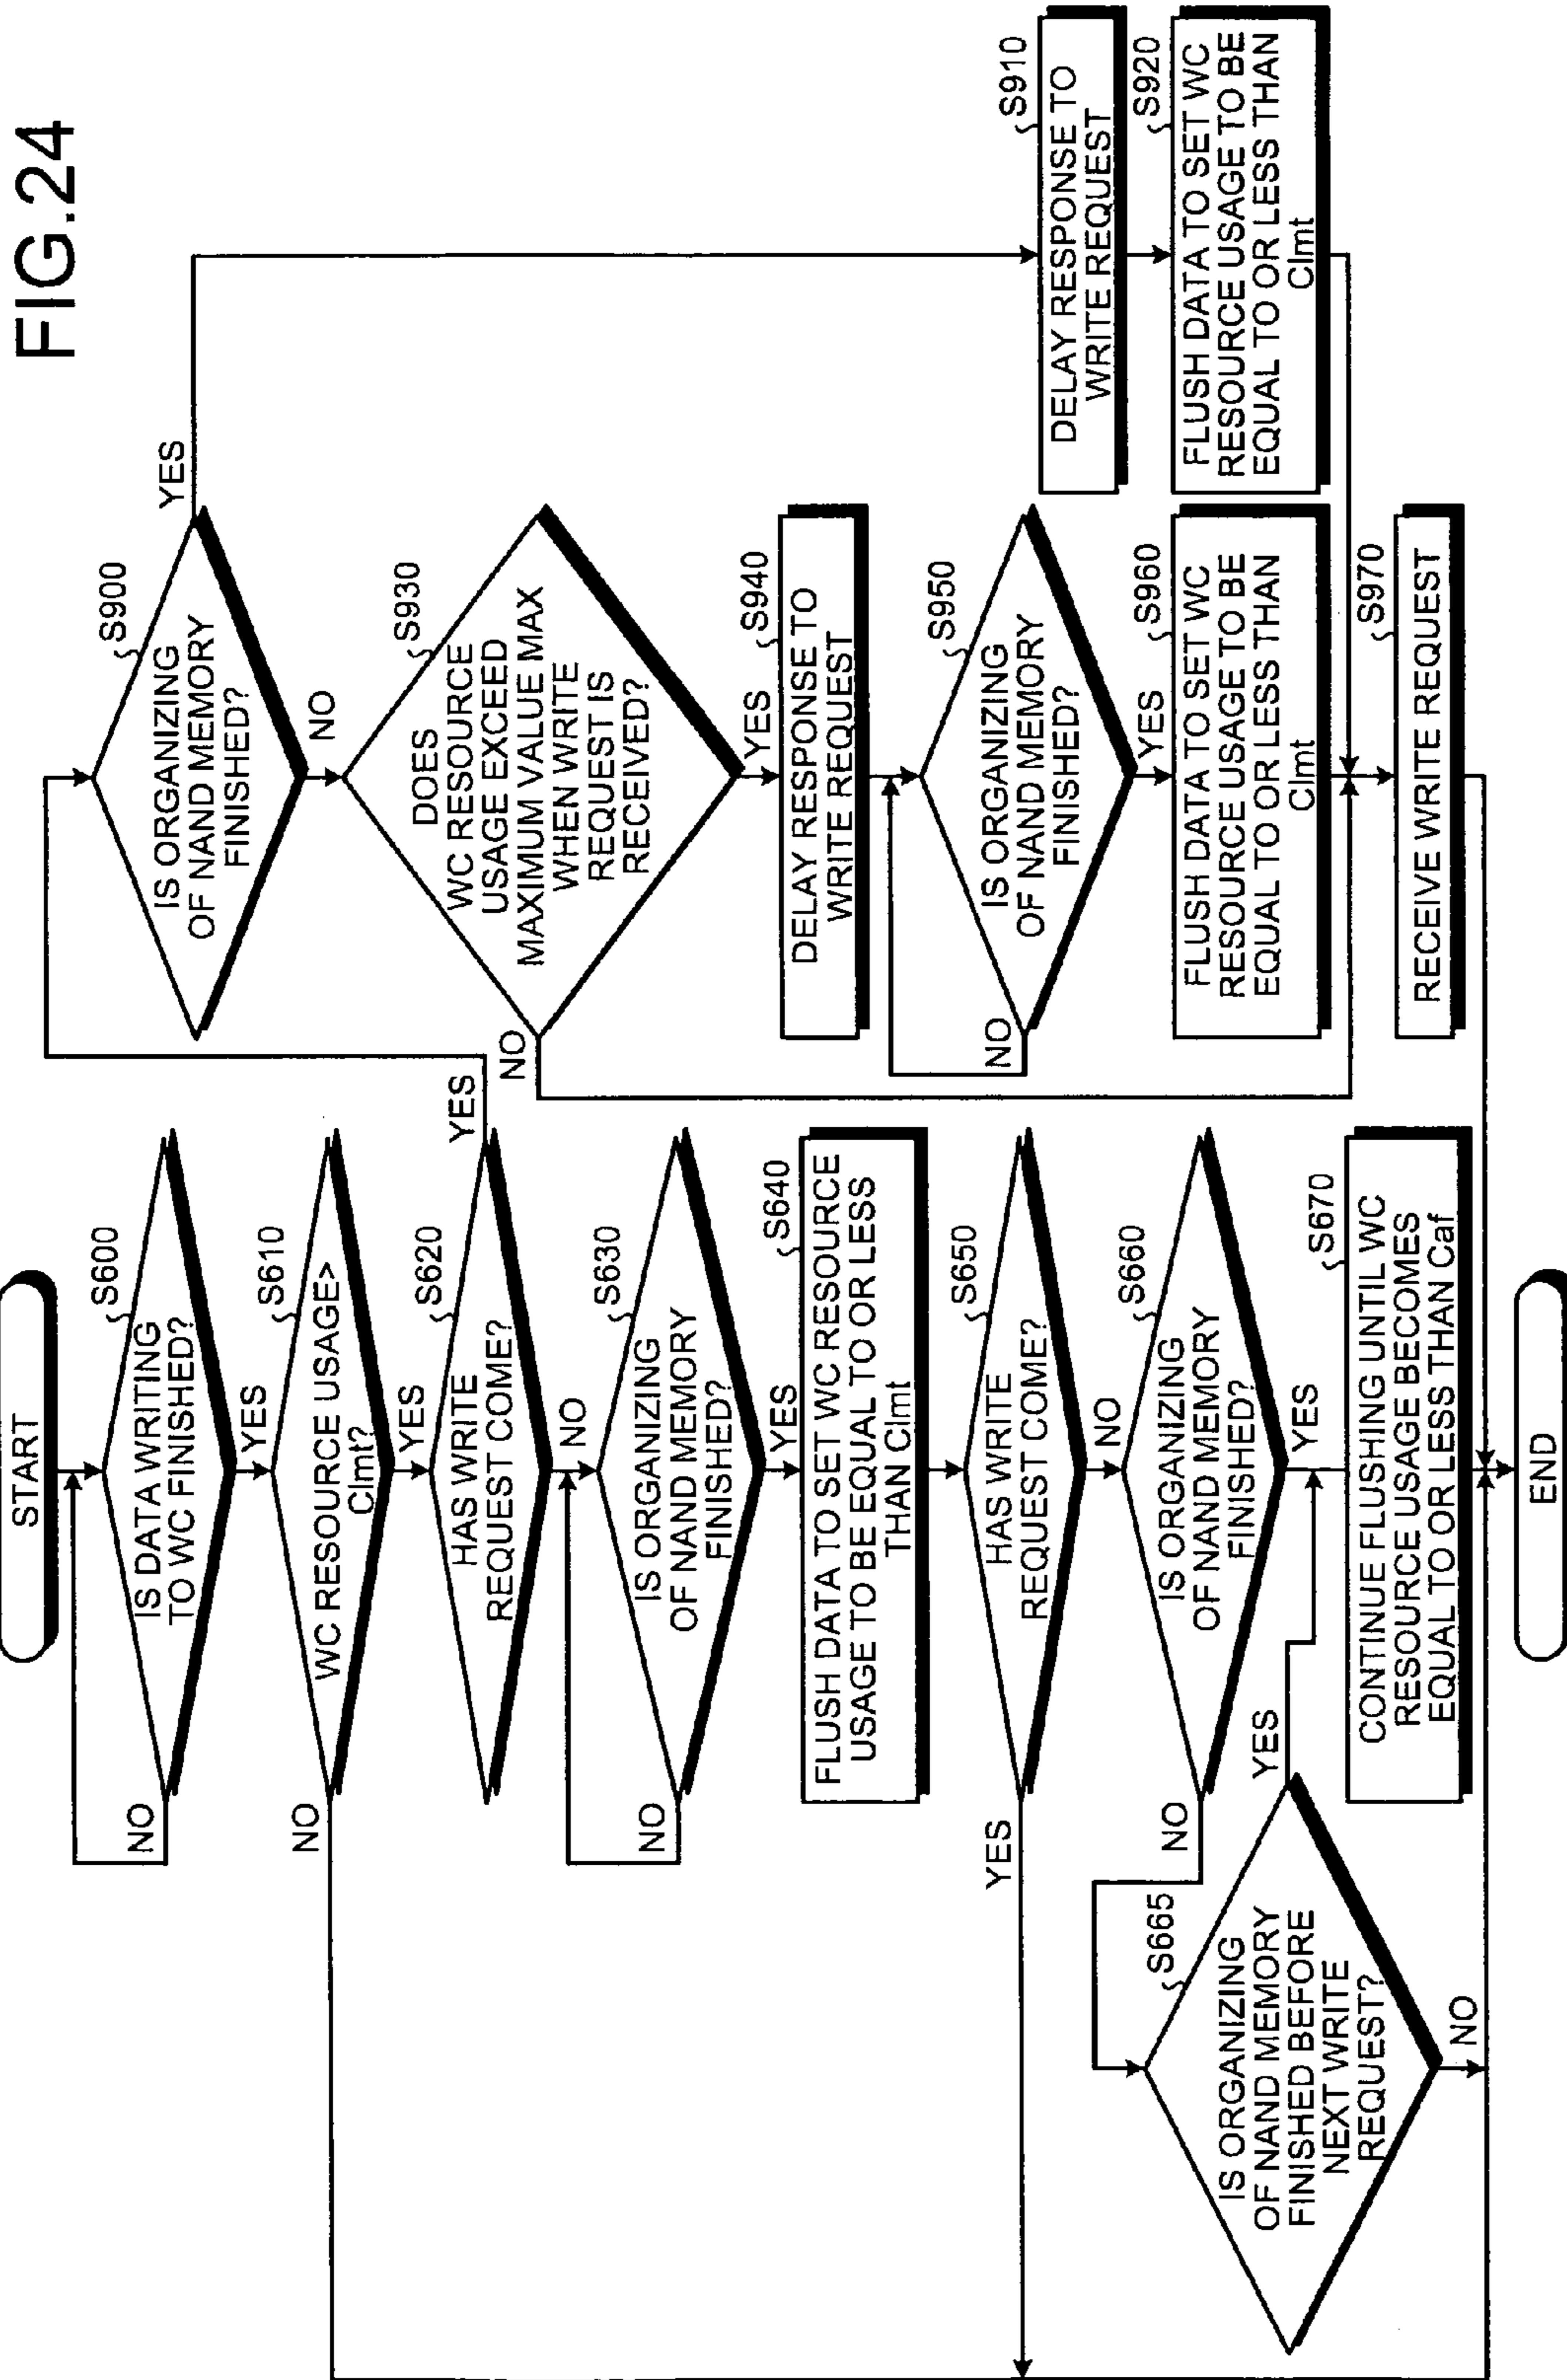 FIG.24
START
S600
IS DATA WRITING
TO WC FINISHED?
NO
YES
S610
WC RESOURCE USAGE>
Clmt?
NO
YES
S620
HAS WRITE
REQUEST COME?
YES
NO
S630
IS ORGANIZING
OF NAND MEMORY
FINISHED?
NO
YES
S640
FLUSH DATA TO SET WC RESOURCE
USAGE TO BE EQUAL TO OR LESS
THAN Clmt
S650
HAS WRITE
REQUEST COME?
YES
NO
S660
IS ORGANIZING
OF NAND MEMORY
FINISHED?
NO
YES
S665
IS ORGANIZING
OF NAND MEMORY
FINISHED BEFORE
NEXT WRITE
REQUEST?
YES
NO
S670
CONTINUE FLUSHING UNTIL WC
RESOURCE USAGE BECOMES
EQUAL TO OR LESS THAN Caf
END
S900
IS ORGANIZING
OF NAND MEMORY
FINISHED?
YES
NO
S930
DOES
WC RESOURCE
USAGE EXCEED
MAXIMUM VALUE MAX
WHEN WRITE
REQUEST IS
RECEIVED?
NO
YES
S940
DELAY RESPONSE TO
WRITE REQUEST
S950
IS ORGANIZING
OF NAND MEMORY
FINISHED?
NO
YES
S960
FLUSH DATA TO SET WC
RESOURCE USAGE TO BE
EQUAL TO OR LESS THAN
Clmt
S970
RECEIVE WRITE REQUEST
S910
DELAY RESPONSE TO
WRITE REQUEST
S920
FLUSH DATA TO SET WC
RESOURCE USAGE TO BE
EQUAL TO OR LESS THAN
Clmt